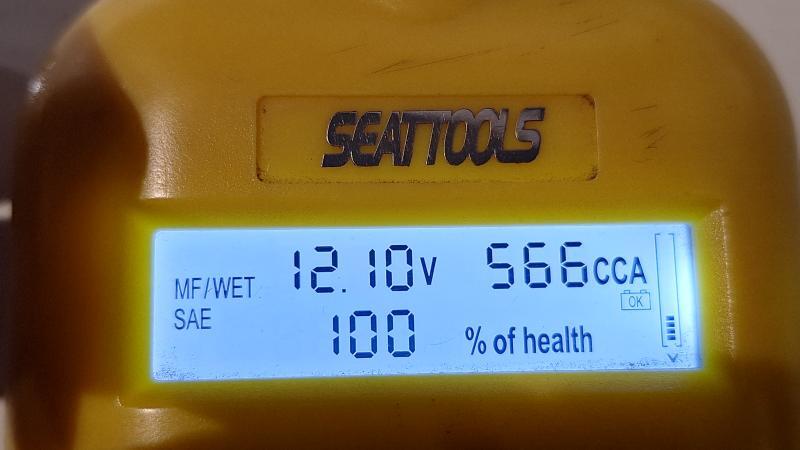 SEATTOOLS
12.10V 566CCA
MF/WET
OK
SAE
100 % of health